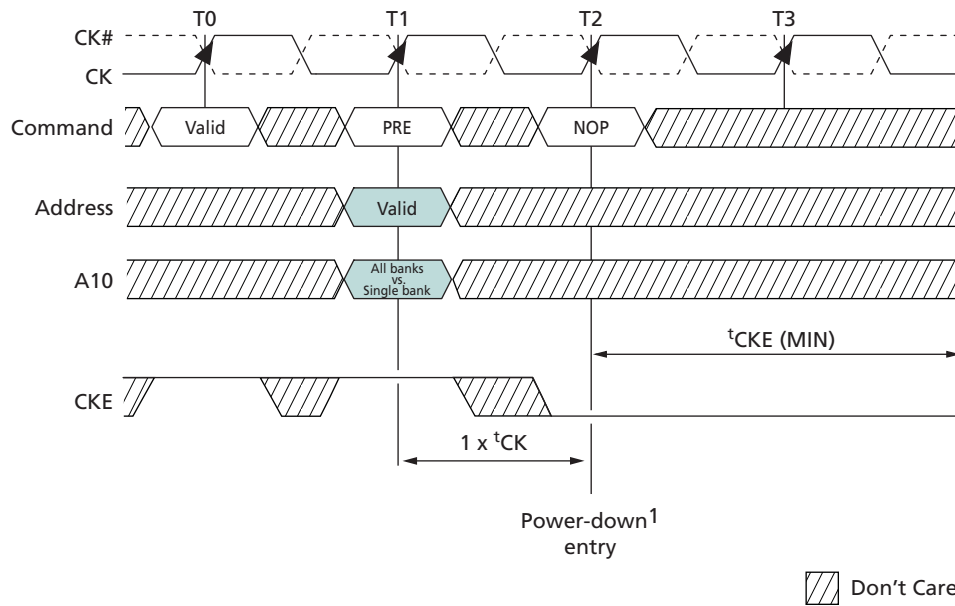 T0 T1 T2 T3
CK#
CK
Command Valid PRE NOP
Address Valid
A10 All banks
vs.
Single bank
tCKE (MIN)
CKE
1 x tCK
Power-down1
entry
Don't Care